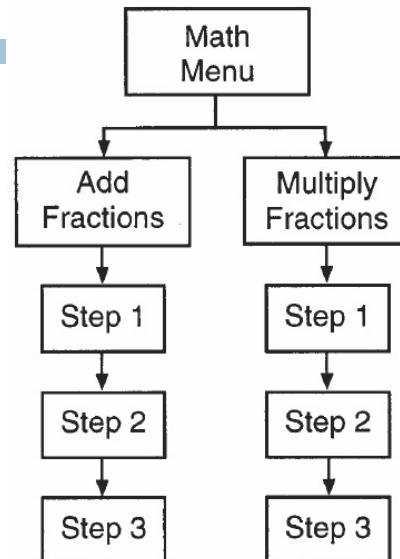 Math
Menu
Add
Fractions
Multiply
Fractions
Step 1
Step 1
Step 2
Step 2
Step 3
Step 3